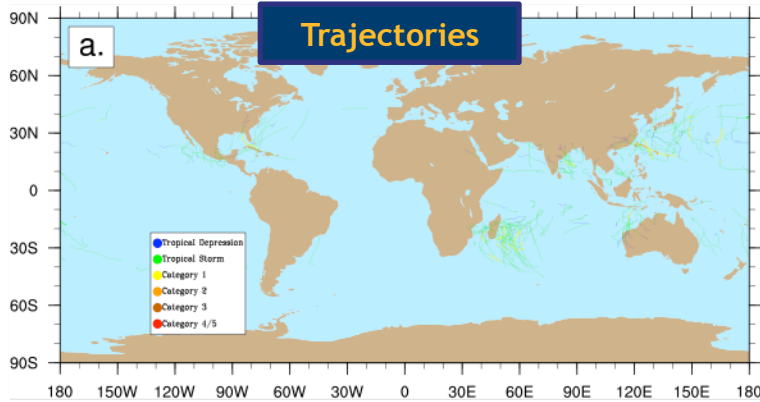 Trajectories
a.
90N
60N
30N
0
30S
60S
90S
Tropical Depression
Tropical Storm
Category 1
Category 2
Category 3
Category 4/5
180 150W 120W 90W 60W 30W 0 30E 60E 90E 120E 150E 180